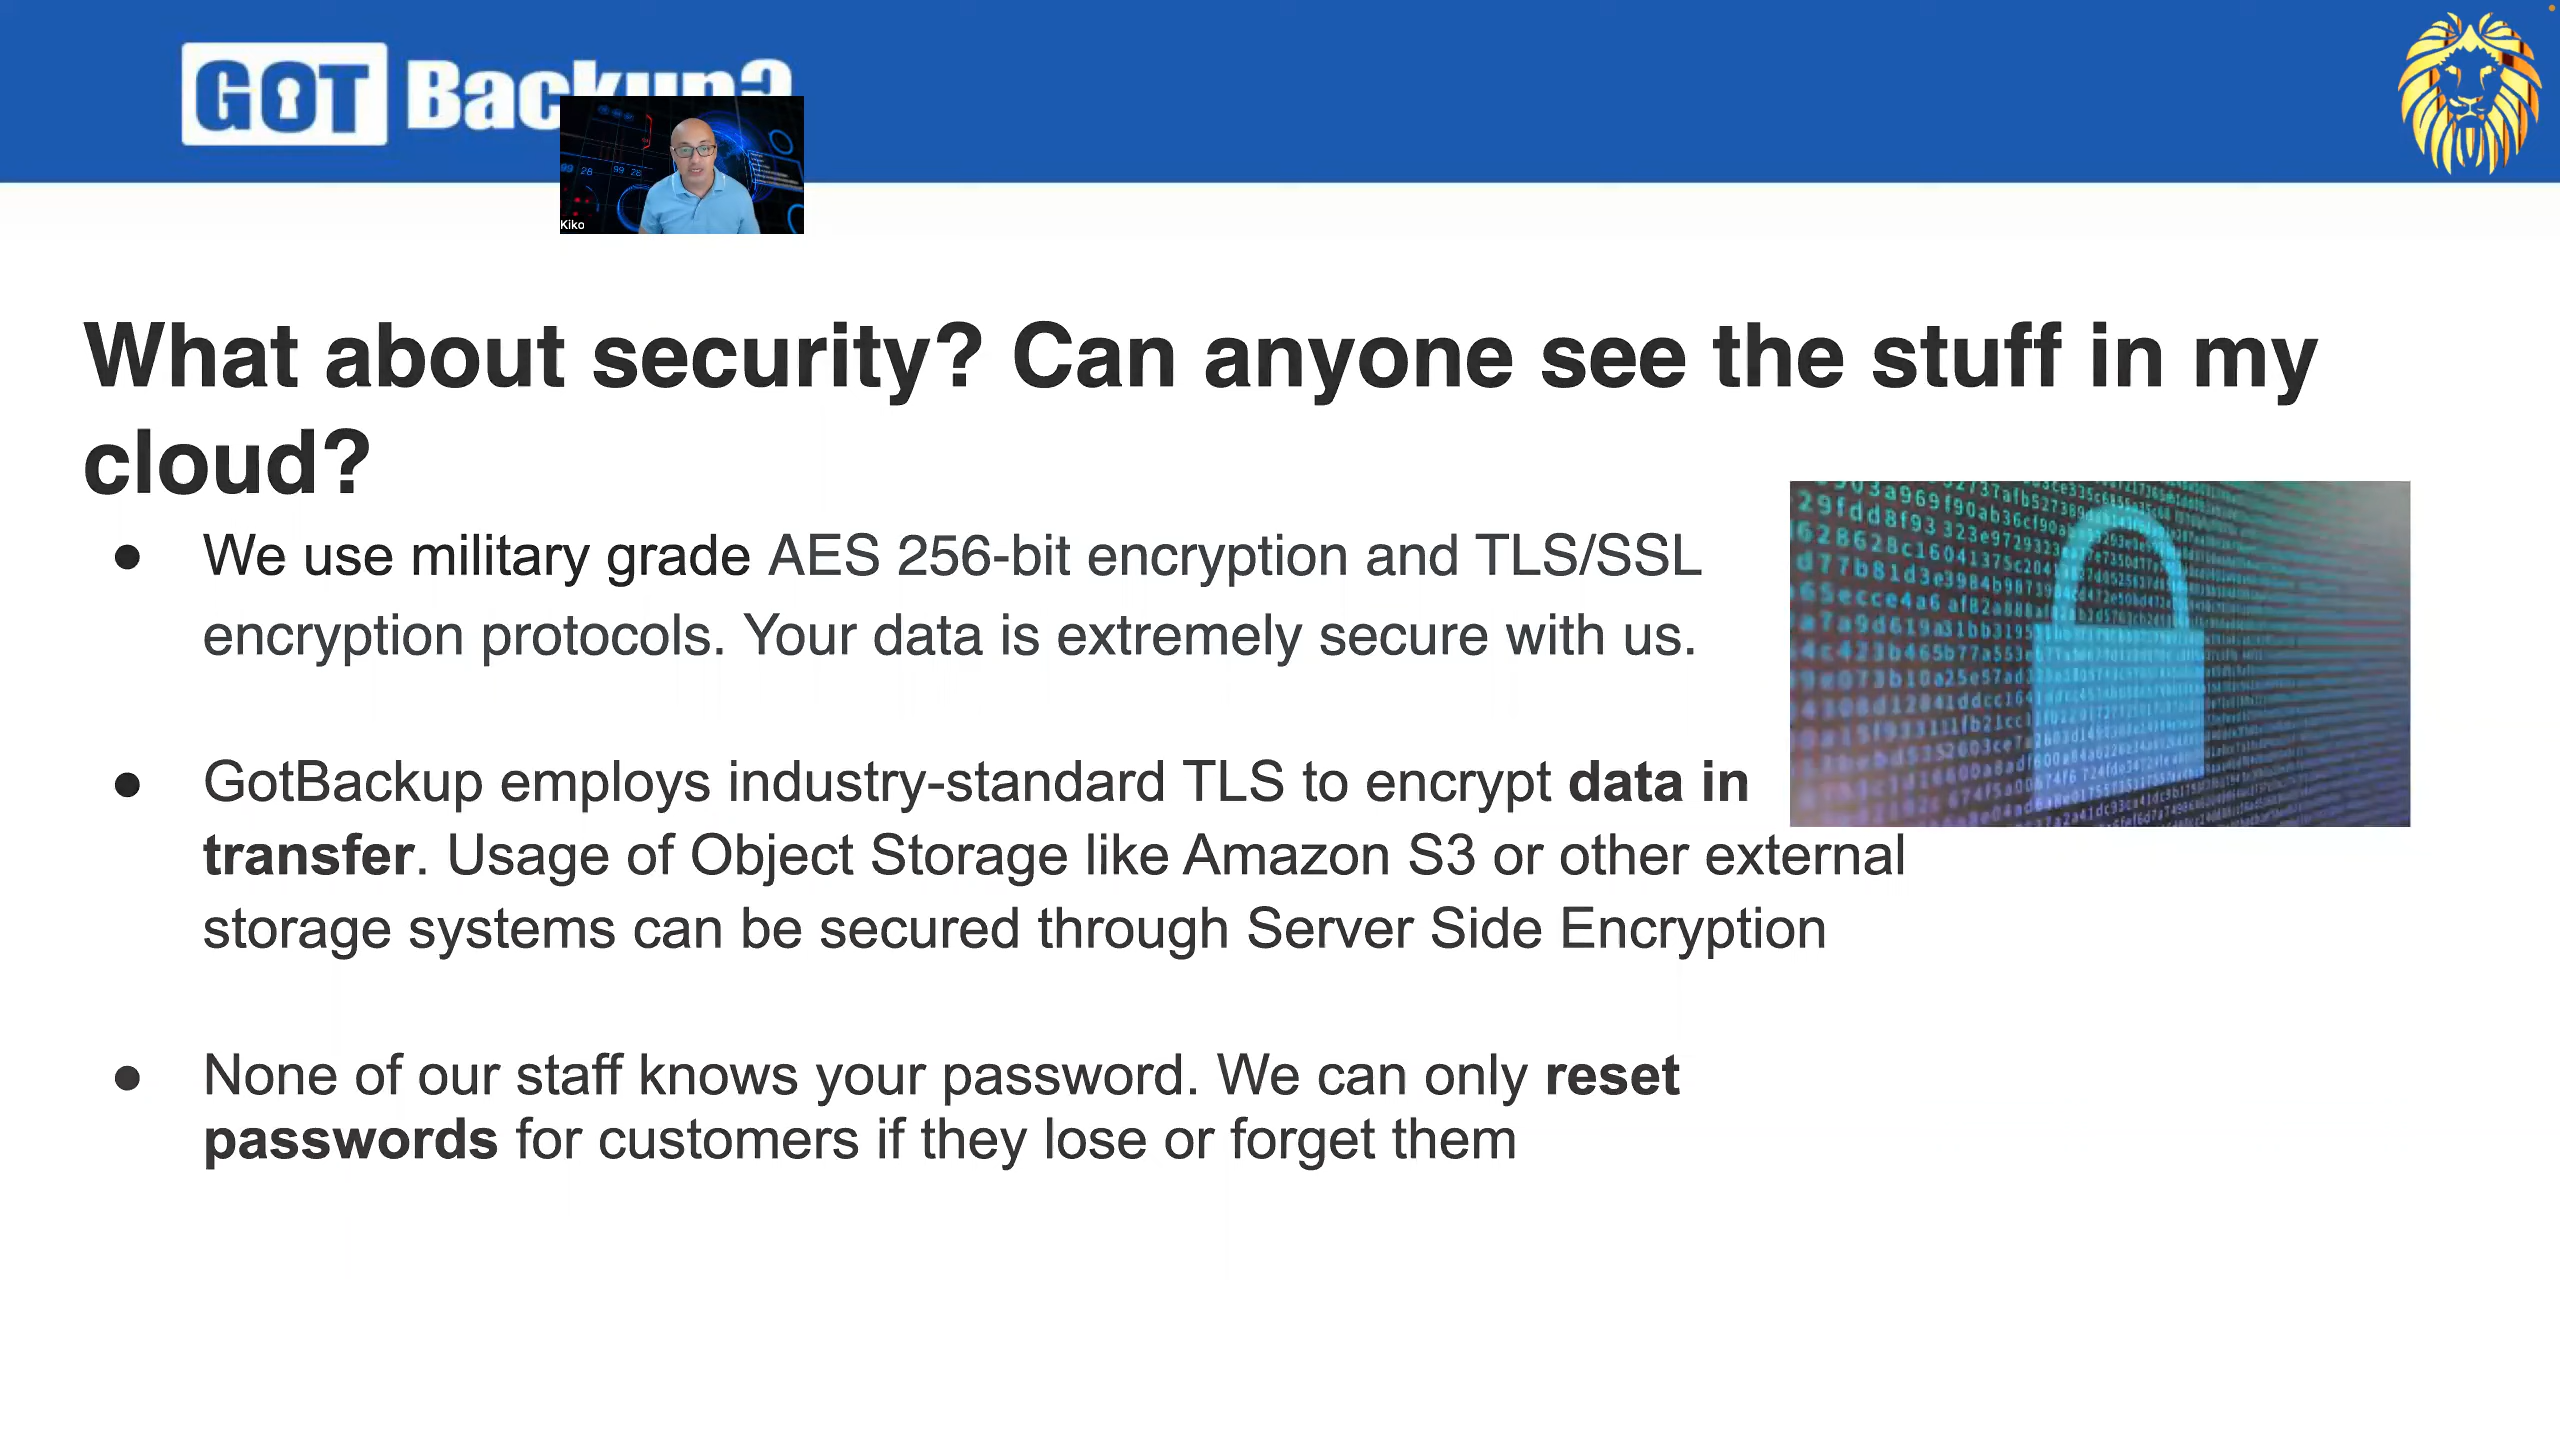 GOT Backup?
Kiko
What about security? Can anyone see the stuff in my
cloud?
● We use military grade AES 256-bit encryption and TLS/SSL
encryption protocols. Your data is extremely secure with us.
● GotBackup employs industry-standard TLS to encrypt data in
transfer. Usage of Object Storage like Amazon S3 or other external
storage systems can be secured through Server Side Encryption
● None of our staff knows your password. We can only reset
passwords for customers if they lose or forget them